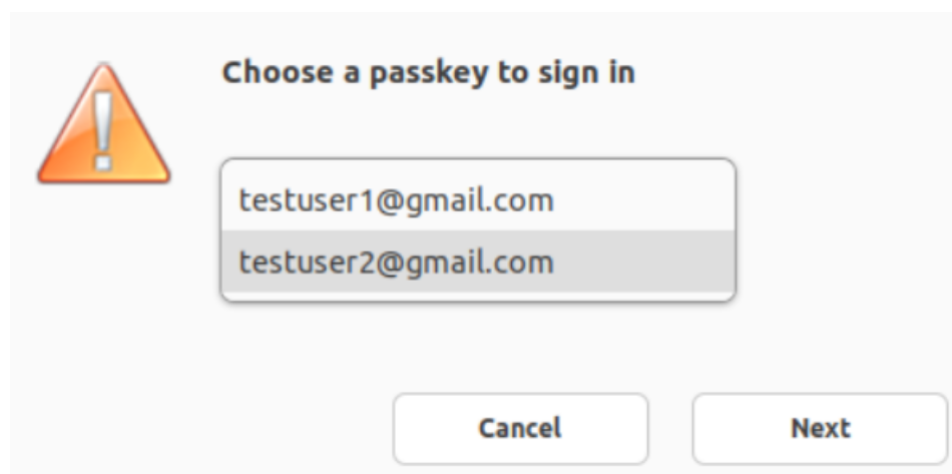 Choose a passkey to sign in
testuser1@gmail.com
testuser2@gmail.com
Cancel
Next